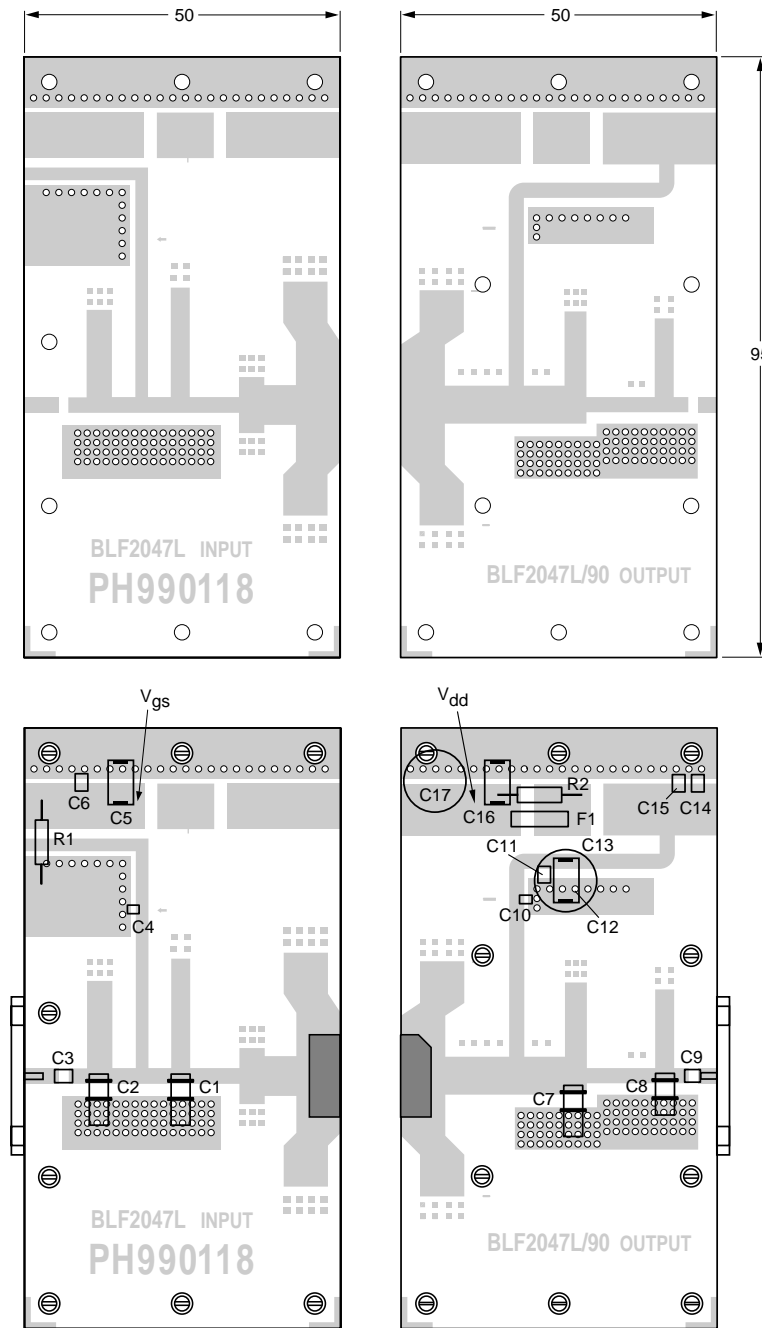 50
50
95
BLF2047L INPUT
PH990118
BLF2047L/90 OUTPUT
Vgs
Vdd
C6
C5
R1
C4
C3
C2
C1
BLF2047L INPUT
PH990118
C17
C16
R2
F1
C15
C14
C11
C13
C10
C12
C9
C8
C7
BLF2047L/90 OUTPUT